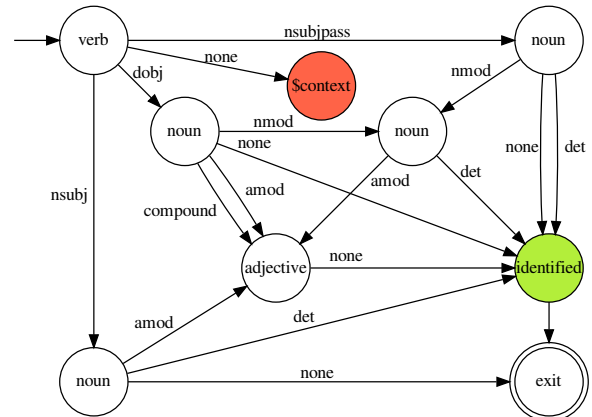 nsubjpass
verb
noun
none
dobj
$context
nmod
noun
nmod
noun
none
none
det
amod
amod
det
nsubj
compound
adjective
none
identified
amod
det
noun
none
exit